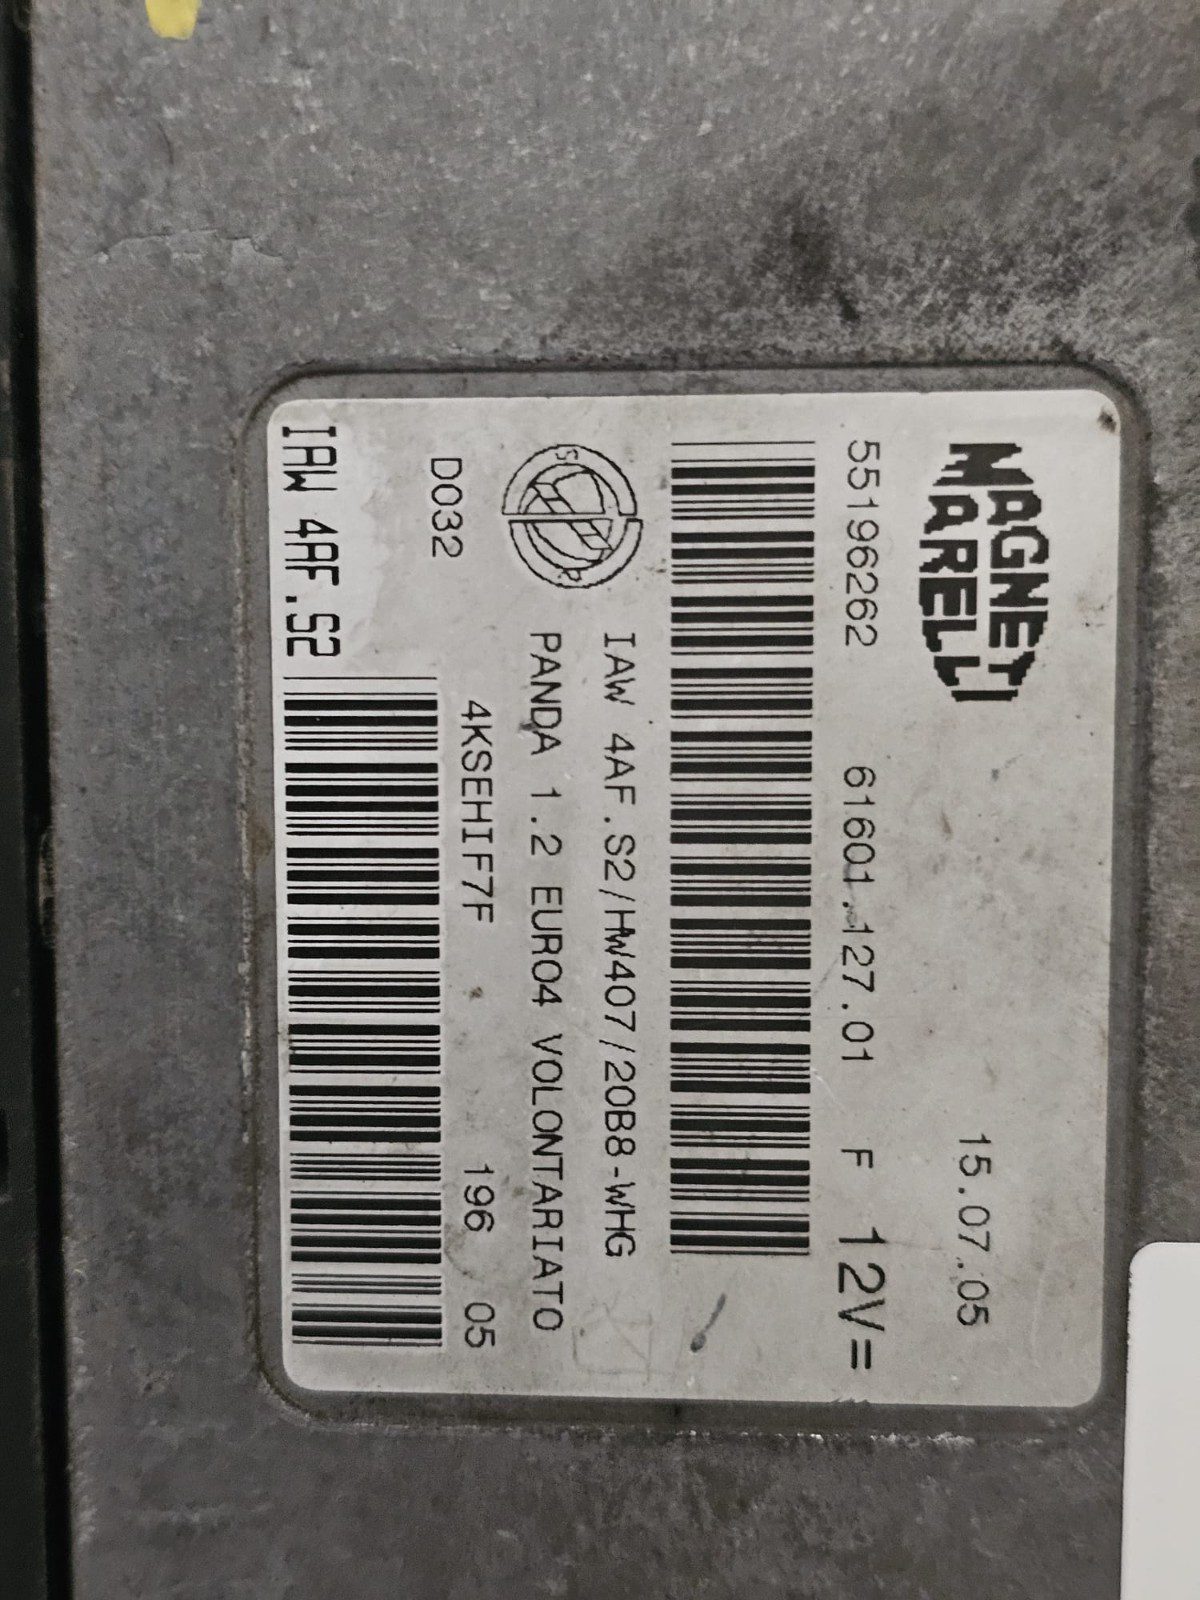 MAGNETI
MARELLI
15.07.05
55196262 61601.127.01 F 12V=
IAW 4AF.S2/HW407/20B8-WHG
PANDA 1.2 EURO4 VOLONTARIATO
D032 4KSEHIF7F 196 05
IAW 4AF.S2